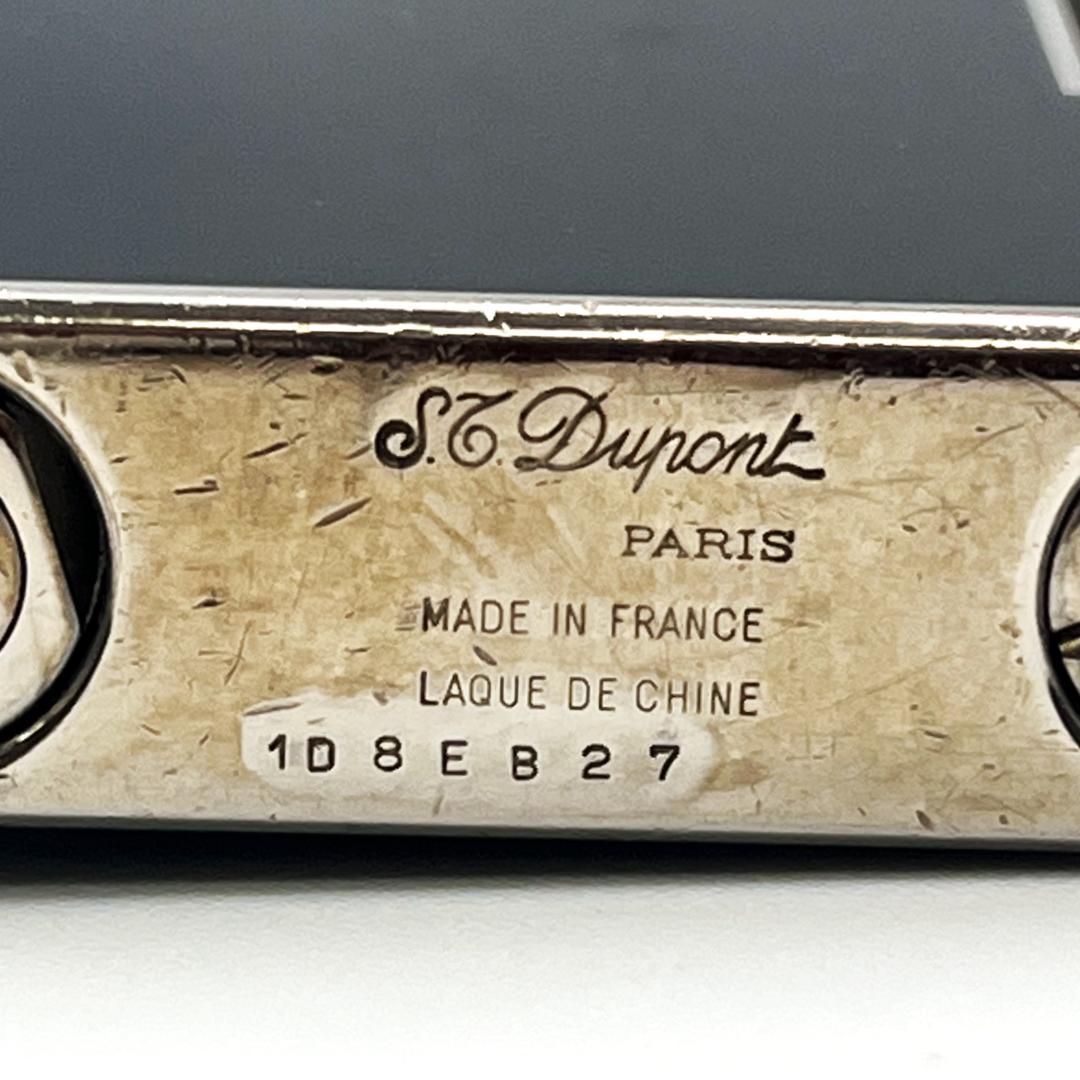 S.T. Dupont
PARIS
MADE IN FRANCE
LAQUE DE CHINE
1D8EB27